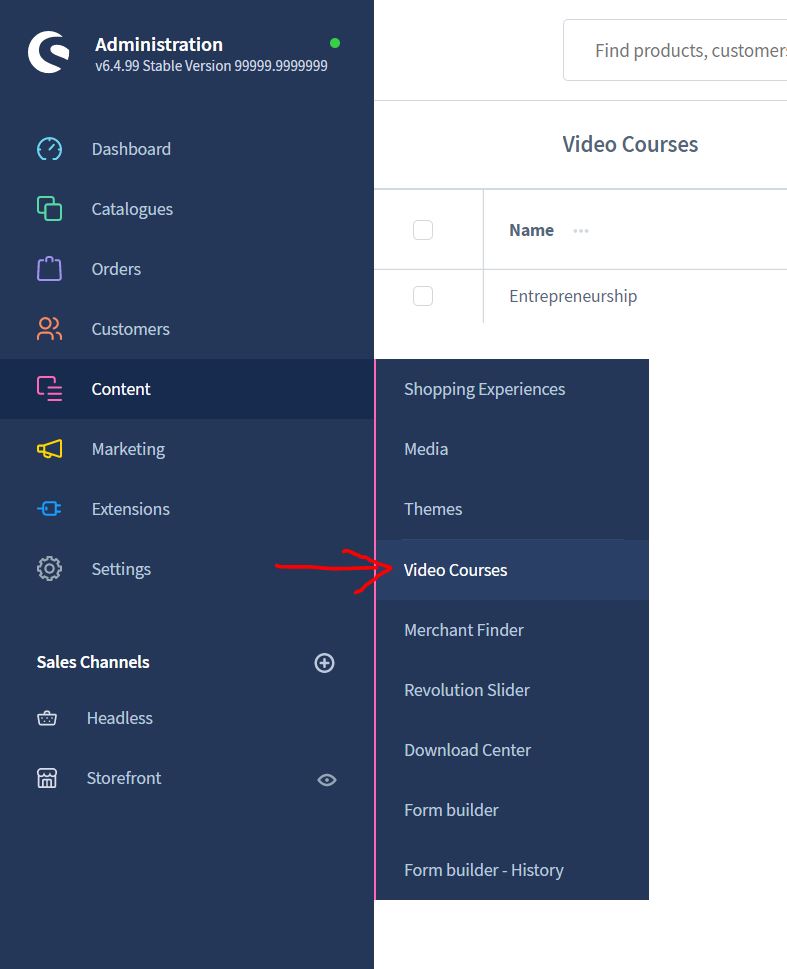 Administration
v6.4.99 Stable Version 99999.9999999
Dashboard
Catalogues
Orders
Customers
Content
Marketing
Extensions
Settings
Sales Channels
Headless
Storefront
Find products, customers
Video Courses
Name
Entrepreneurship
Shopping Experiences
Media
Themes
Video Courses
Merchant Finder
Revolution Slider
Download Center
Form builder
Form builder - History